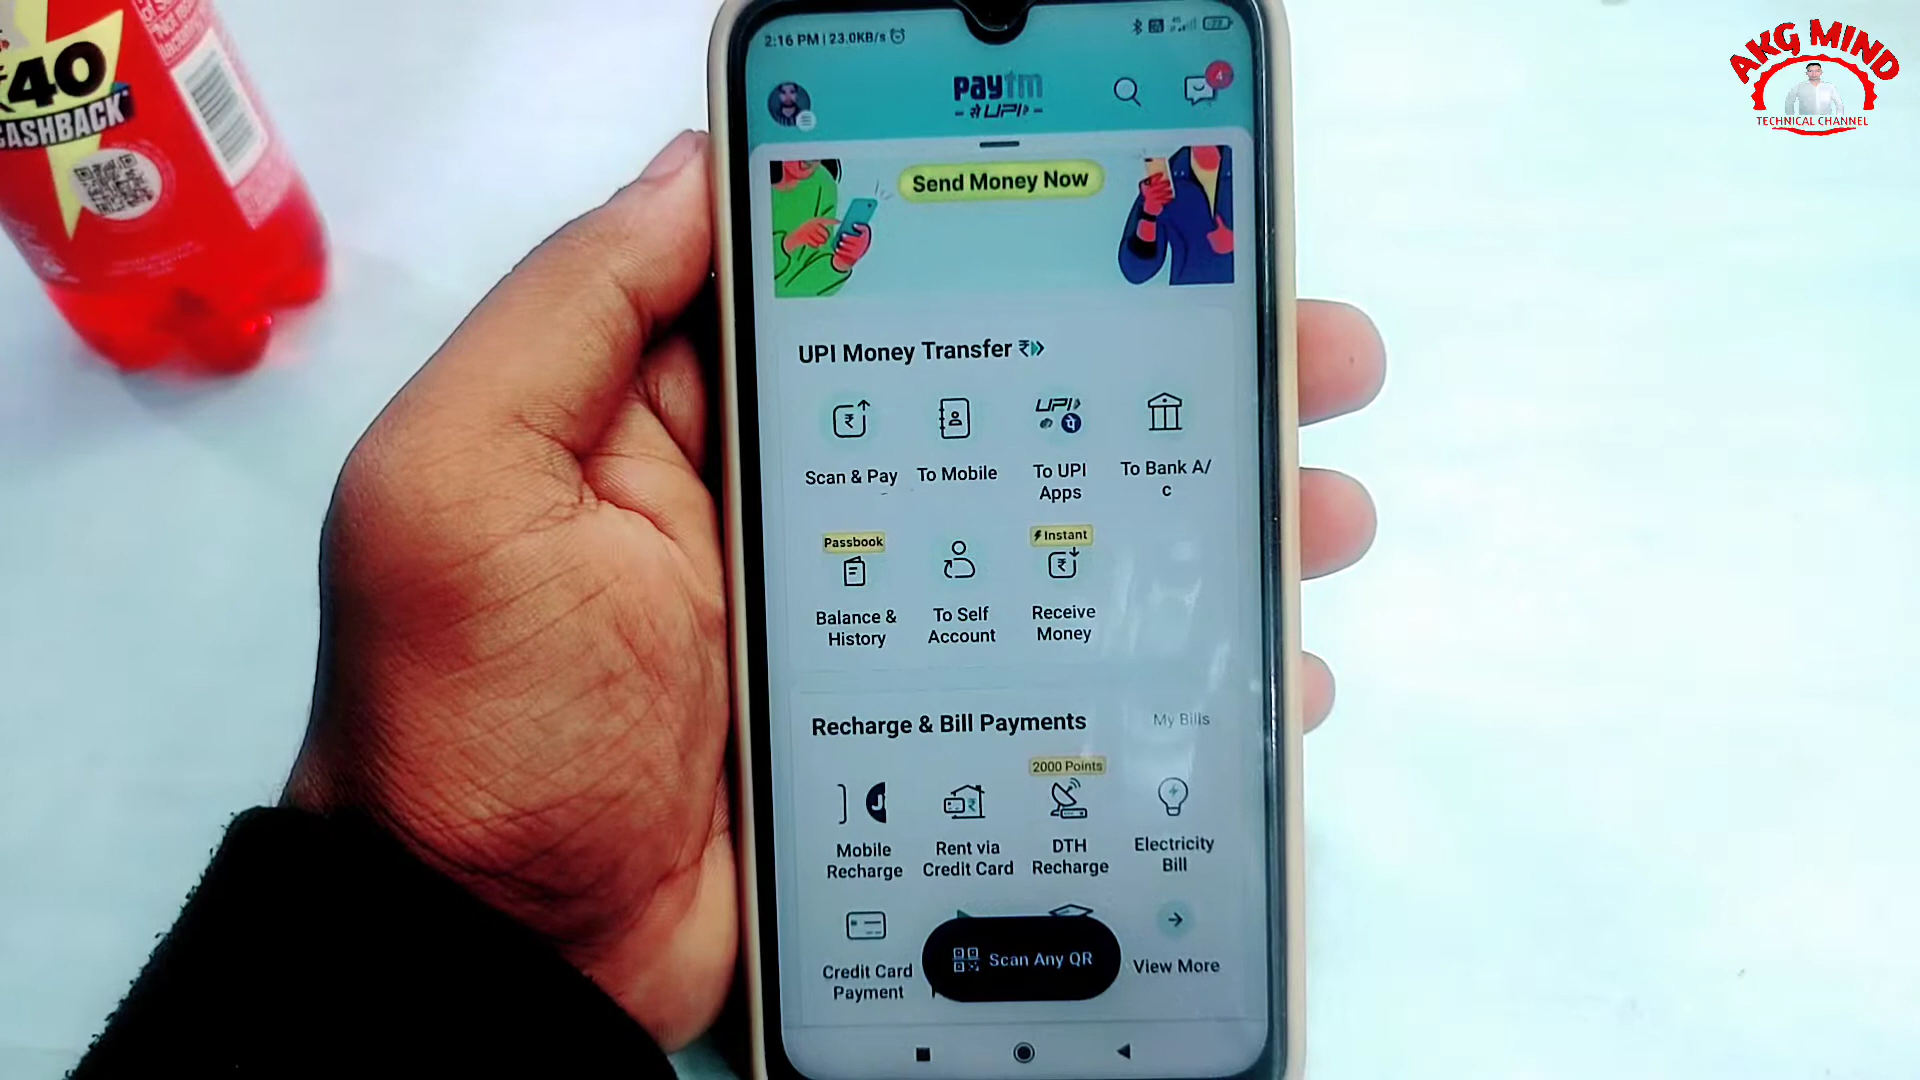 ₹40
CASHBACK
2:16 PM | 23.0KB/s
4G
22
paytm
से UPI
4
Send Money Now
UPI Money Transfer ₹
Scan & Pay
To Mobile
UPI
पे
To UPI
Apps
To Bank A/
c
Passbook
Balance &
History
To Self
Account
Instant
Receive
Money
Recharge & Bill Payments
My Bills
Mobile
Recharge
Rent via
Credit Card
2000 Points
DTH
Recharge
Electricity
Bill
Credit Card
Payment
Scan Any QR
View More
AKG MIND
TECHNICAL CHANNEL